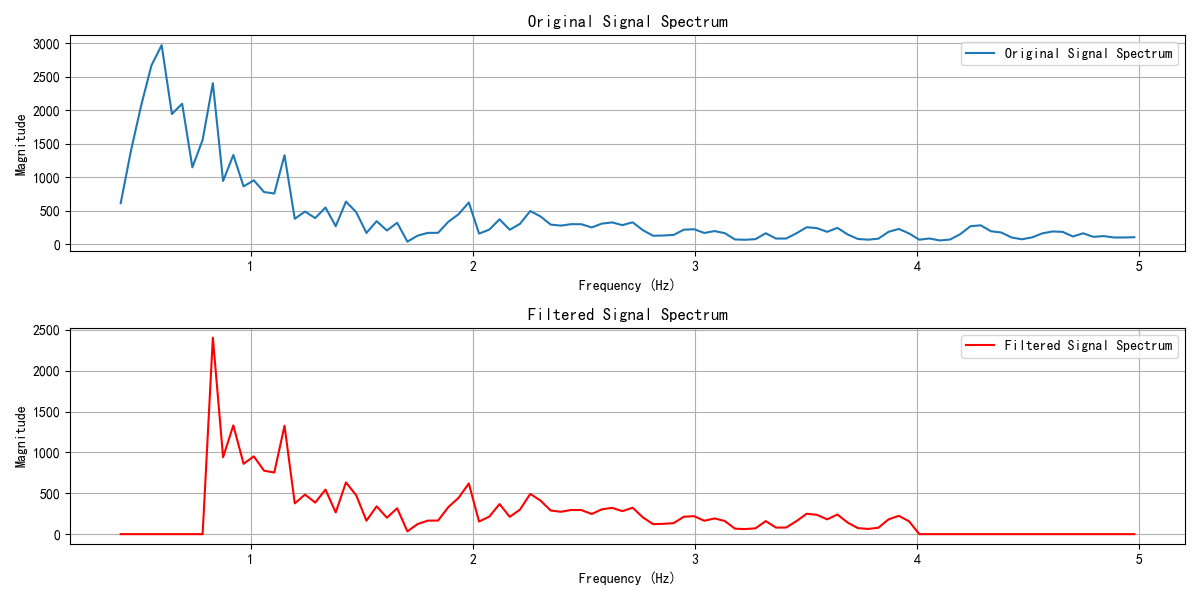 Original Signal Spectrum
3000
2500
2000
1500
1000
500
0
Magnitude
Original Signal Spectrum
1 2 3 4 5
Frequency (Hz)
Filtered Signal Spectrum
2500
2000
1500
1000
500
0
Magnitude
Filtered Signal Spectrum
1 2 3 4 5
Frequency (Hz)